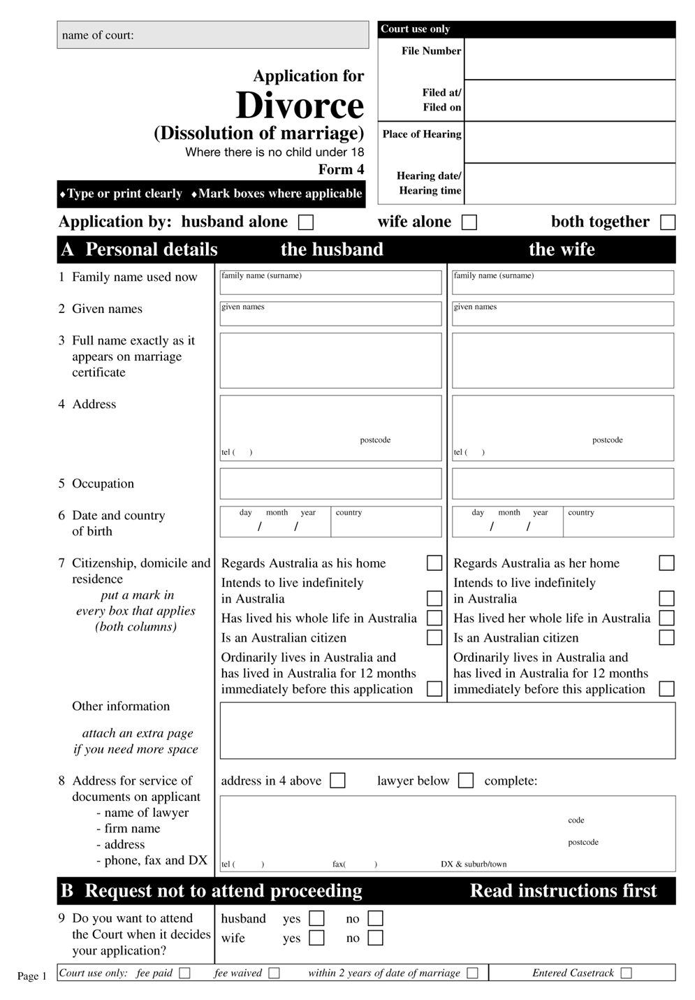 name of court:
Court use only
File Number
Filed at/
Filed on
Place of Hearing
Hearing date/
Hearing time
Application for
Divorce
(Dissolution of marriage)
Where there is no child under 18
Form 4
♦Type or print clearly ♦Mark boxes where applicable
Application by: husband alone wife alone both together
A Personal details the husband the wife
1 Family name used now
family name (surname) family name (surname)
2 Given names
given names given names
3 Full name exactly as it
appears on marriage
certificate
4 Address
postcode postcode
tel ( ) tel ( )
5 Occupation
6 Date and country
of birth
day month year country day month year country
/ / / /
7 Citizenship, domicile and
residence
put a mark in
every box that applies
(both columns)
Regards Australia as his home
Intends to live indefinitely
in Australia
Has lived his whole life in Australia
Is an Australian citizen
Ordinarily lives in Australia and
has lived in Australia for 12 months
immediately before this application
Regards Australia as her home
Intends to live indefinitely
in Australia
Has lived her whole life in Australia
Is an Australian citizen
Ordinarily lives in Australia and
has lived in Australia for 12 months
immediately before this application
Other information
attach an extra page
if you need more space
8 Address for service of
documents on applicant
- name of lawyer
- firm name
- address
- phone, fax and DX
address in 4 above lawyer below complete:
code
postcode
tel ( ) fax( ) DX & suburb/town
B Request not to attend proceeding Read instructions first
9 Do you want to attend
the Court when it decides
your application?
husband yes no
wife yes no
Page 1
Court use only: fee paid fee waived within 2 years of date of marriage Entered Casetrack